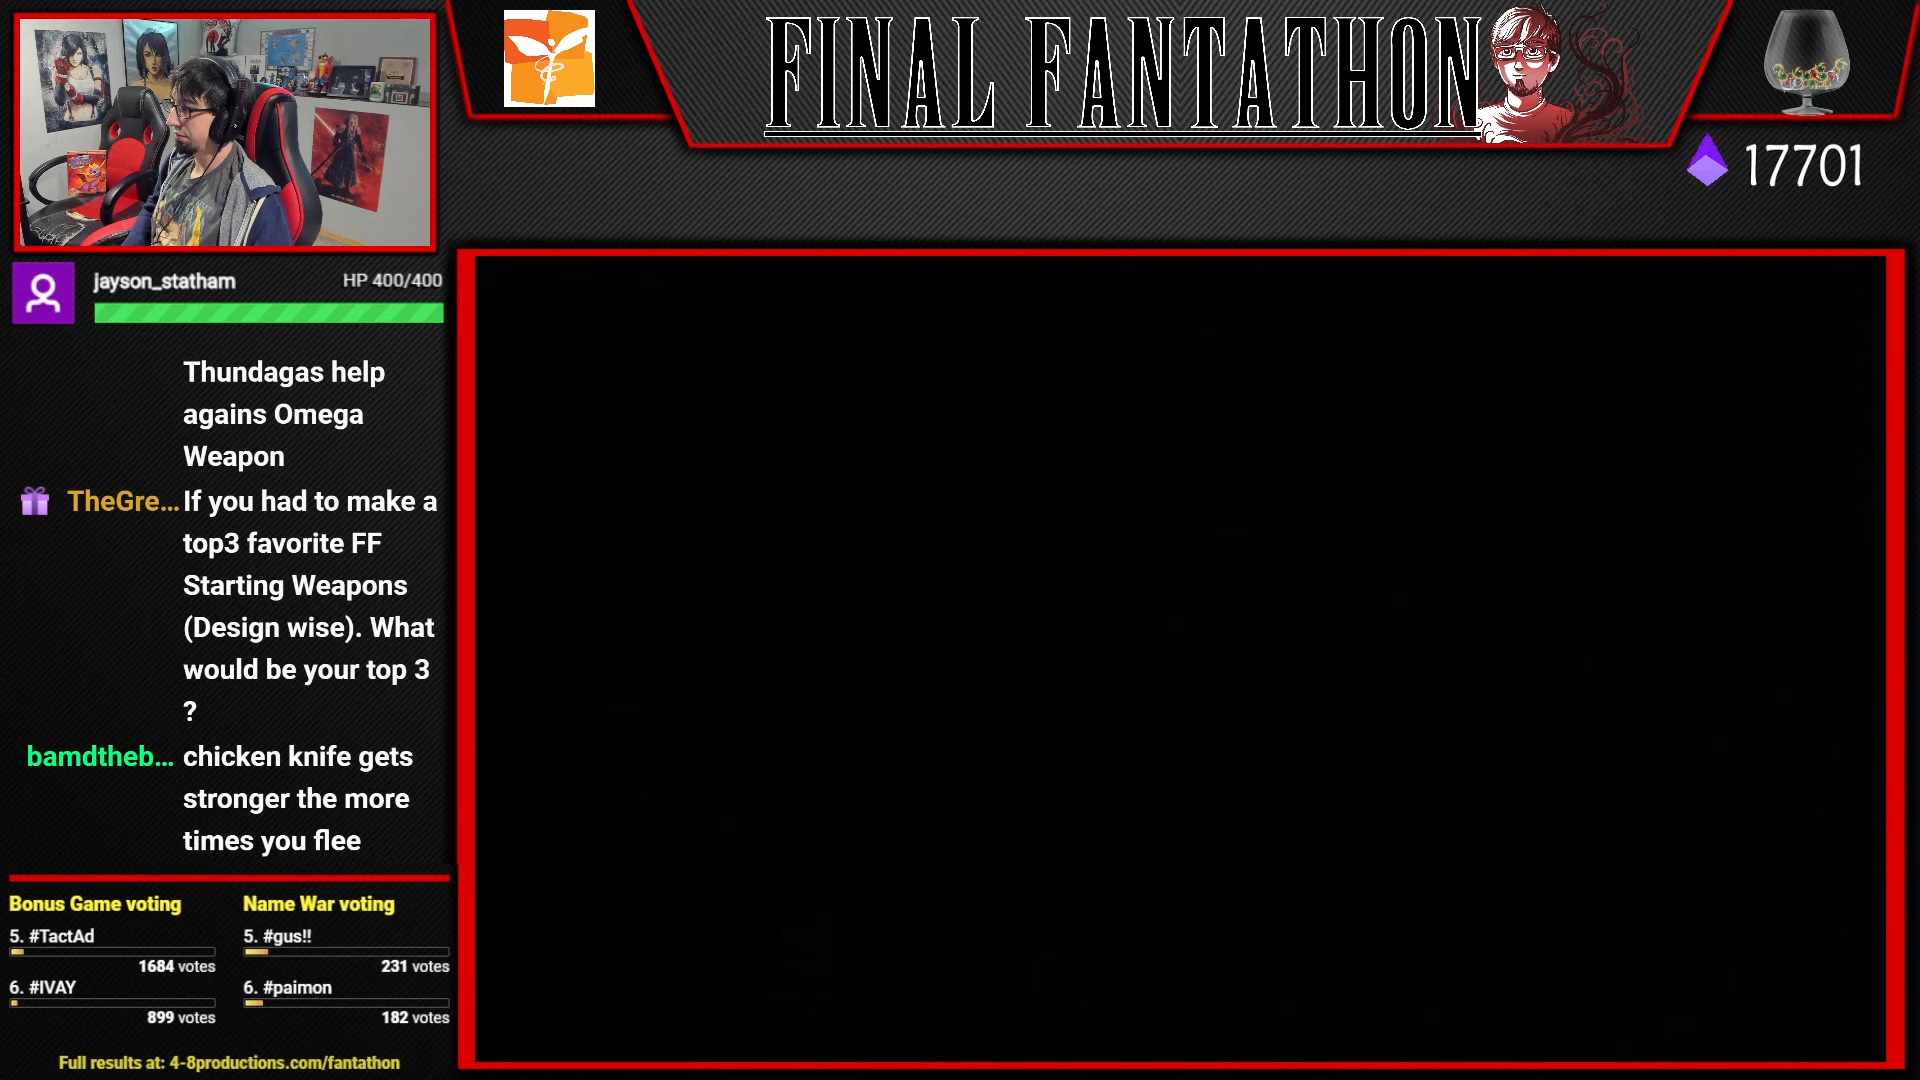 FINAL FANTATHON
17701
jayson_statham
HP 400/400
Thundagas help
agains Omega
Weapon
TheGre... If you had to make a
top3 favorite FF
Starting Weapons
(Design wise). What
would be your top 3
?
bamdtheb... chicken knife gets
stronger the more
times you flee
Bonus Game voting
5. #TactAd
1684 votes
6. #IVAY
899 votes
Name War voting
5. #gus!!
231 votes
6. #paimon
182 votes
Full results at: 4-8productions.com/fantathon